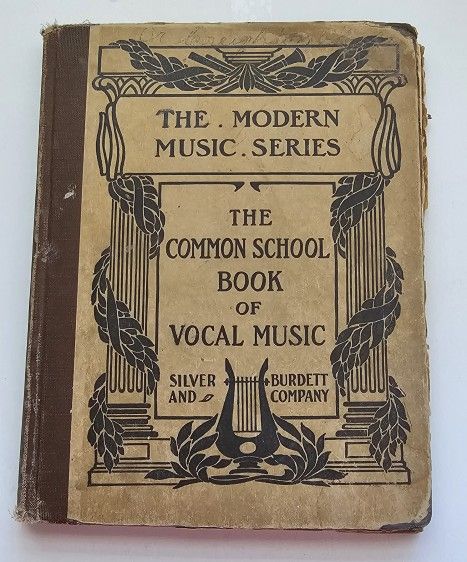 THE . MODERN
MUSIC . SERIES
THE
COMMON SCHOOL
BOOK
OF
VOCAL MUSIC
SILVER BURDETT
AND COMPANY